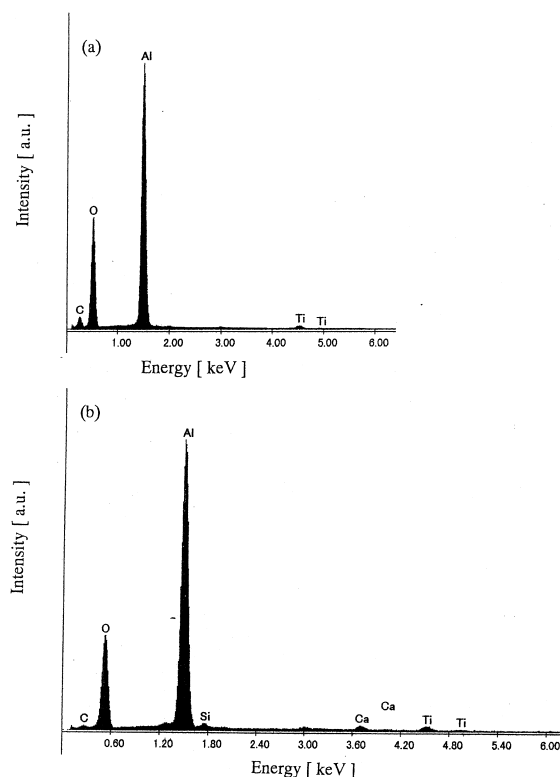 (a)
Al
O
C
Ti Ti
1.00 2.00 3.00 4.00 5.00 6.00
Intensity [ a.u. ]
Energy [ keV ]
(b)
Al
O
C
Si
Ca
Ca
Ti Ti
0.60 1.20 1.80 2.40 3.00 3.60 4.20 4.80 5.40 6.00
Intensity [ a.u. ]
Energy [ keV ]